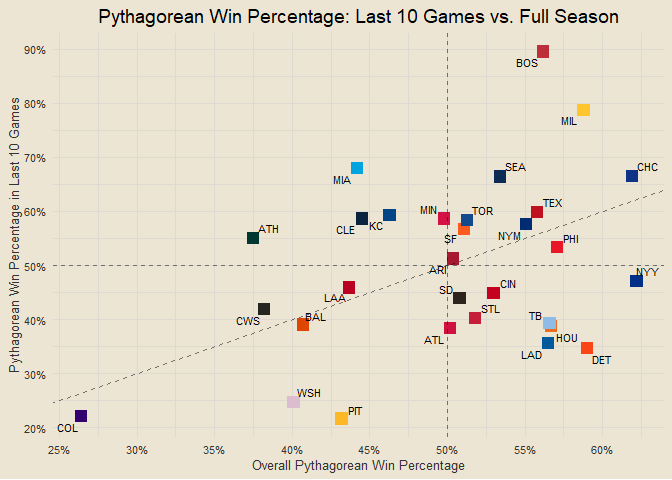 Pythagorean Win Percentage: Last 10 Games vs. Full Season
Pythagorean Win Percentage in Last 10 Games
90%
80%
70%
60%
50%
40%
30%
20%
BOS
MIL
MIA
SEA
CHC
ATH
CLE
KC
MIN
TOR
SF
TEX
NYM
PHI
ARI
NYY
LAA
SD
CIN
CWS
BAL
STL
TB
ATL
LAD
HOU
DET
WSH
PIT
COL
25%
30%
35%
40%
45%
50%
55%
60%
Overall Pythagorean Win Percentage